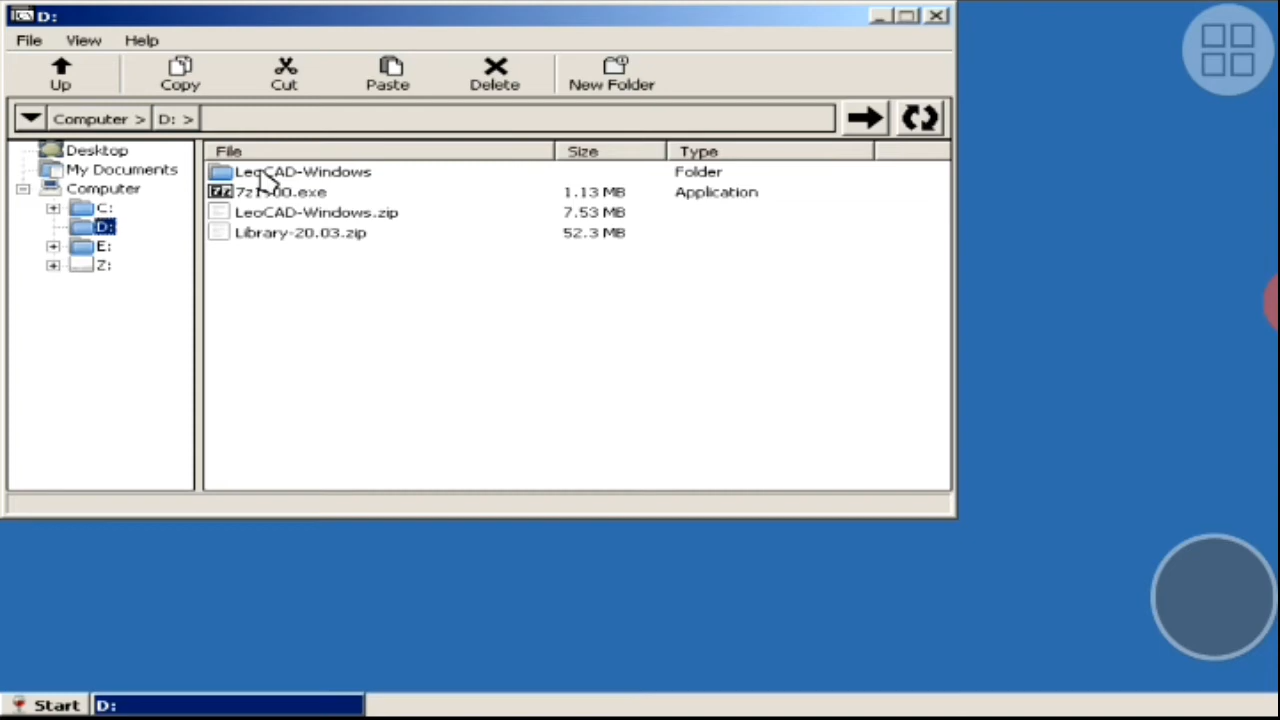 D:
File View Help
Up Copy Cut Paste Delete New Folder
Computer > D: >
Desktop
My Documents
Computer
C:
D:
E:
Z:
File Size Type
LeoCAD-Windows Folder
1.13 MB Application
LeoCAD-Windows.zip 7.53 MB
Library-20.03.zip 52.3 MB
Start D: